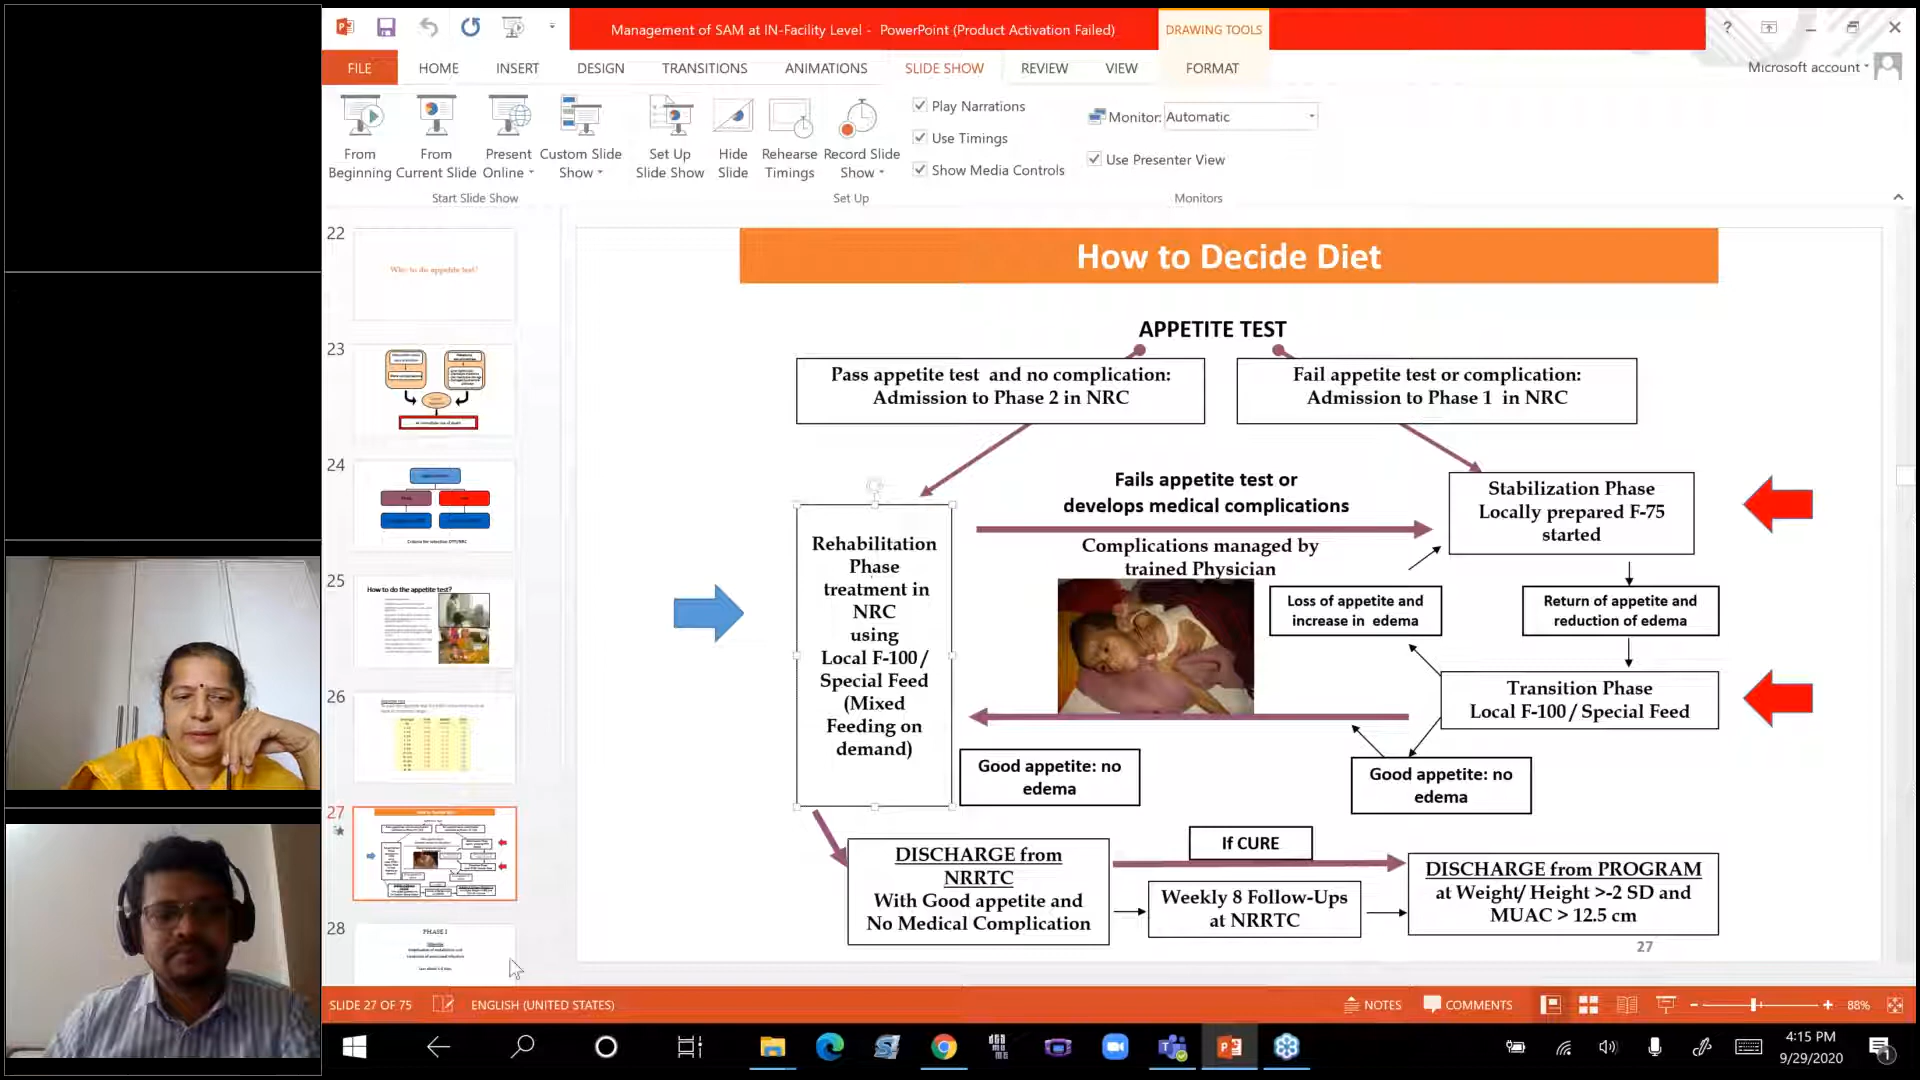 Management of SAM at IN-Facility Level - PowerPoint (Product Activation Failed)
DRAWING TOOLS
?
FILE
HOME
INSERT
DESIGN
TRANSITIONS
ANIMATIONS
SLIDE SHOW
REVIEW
VIEW
FORMAT
Microsoft account
From Beginning
From Current Slide
Present Online
Custom Slide Show
Set Up Slide Show
Hide Slide
Rehearse Timings
Record Slide Show
Play Narrations
Use Timings
Show Media Controls
Monitor: Automatic
Use Presenter View
Start Slide Show
Set Up
Monitors
22
23
24
25
How to do the appetite test?
26
27
28
PHASE I
How to Decide Diet
APPETITE TEST
Pass appetite test and no complication:
Admission to Phase 2 in NRC
Fail appetite test or complication:
Admission to Phase 1 in NRC
Fails appetite test or
develops medical complications
Complications managed by
trained Physician
Stabilization Phase
Locally prepared F-75
started
Rehabilitation
Phase
treatment in
NRC
using
Local F-100/
Special Feed
(Mixed
Feeding on
demand)
Loss of appetite and
increase in edema
Return of appetite and
reduction of edema
Transition Phase
Local F-100 / Special Feed
Good appetite: no
edema
Good appetite: no
edema
DISCHARGE from
NRRTC
With Good appetite and
No Medical Complication
If CURE
Weekly 8 Follow-Ups
at NRRTC
DISCHARGE from PROGRAM
at Weight/ Height >-2 SD and
MUAC > 12.5 cm
27
SLIDE 27 OF 75
ENGLISH (UNITED STATES)
NOTES
COMMENTS
88%
4:15 PM
9/29/2020
1